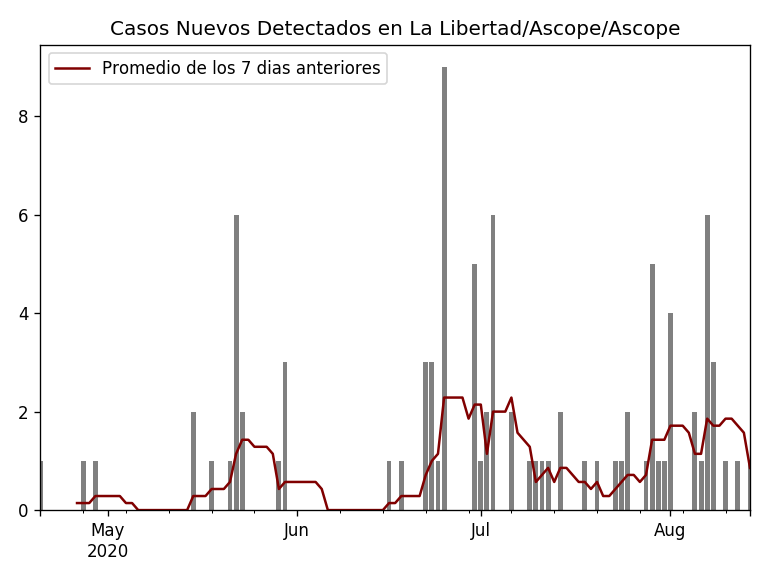 Casos Nuevos Detectados en La Libertad/Ascope/Ascope
Promedio de los 7 dias anteriores
8
6
4
2
0
May
2020
Jun
Jul
Aug